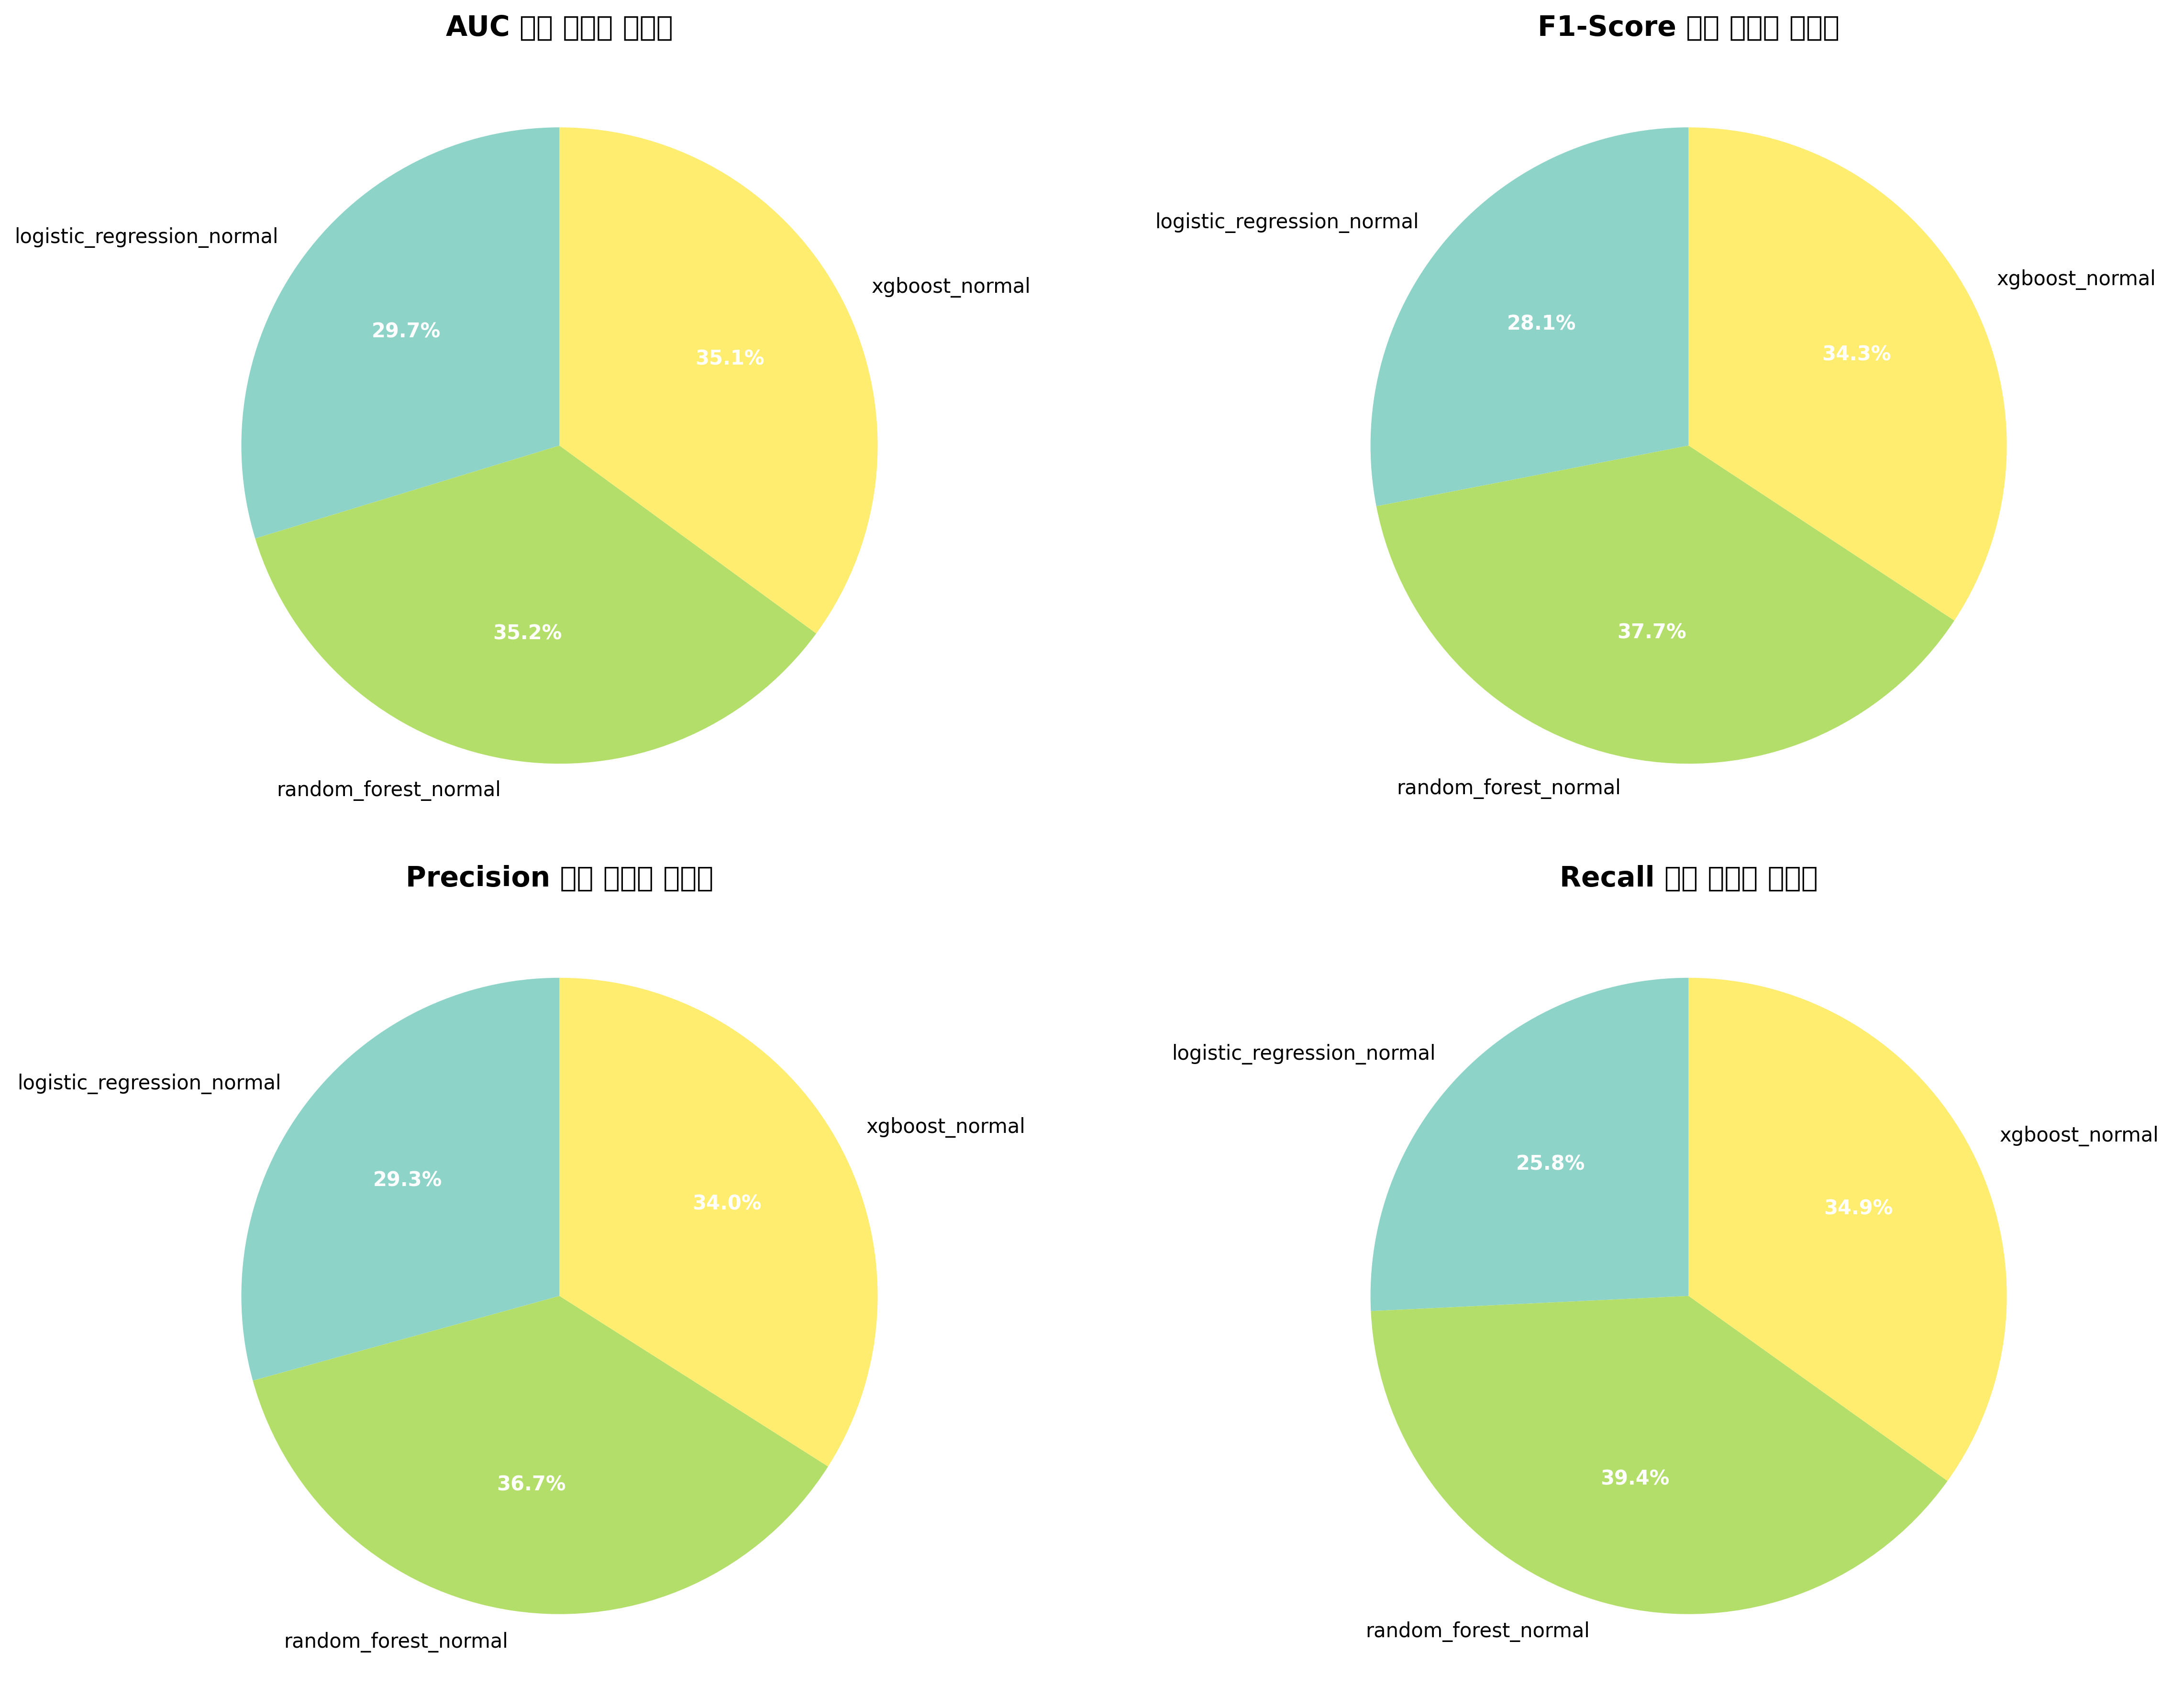 AUC
logistic_regression_normal
29.7%
xgboost_normal
35.1%
random_forest_normal
35.2%
F1-Score
logistic_regression_normal
28.1%
xgboost_normal
34.3%
random_forest_normal
37.7%
Precision
logistic_regression_normal
29.3%
xgboost_normal
34.0%
random_forest_normal
36.7%
Recall
logistic_regression_normal
25.8%
xgboost_normal
34.9%
random_forest_normal
39.4%